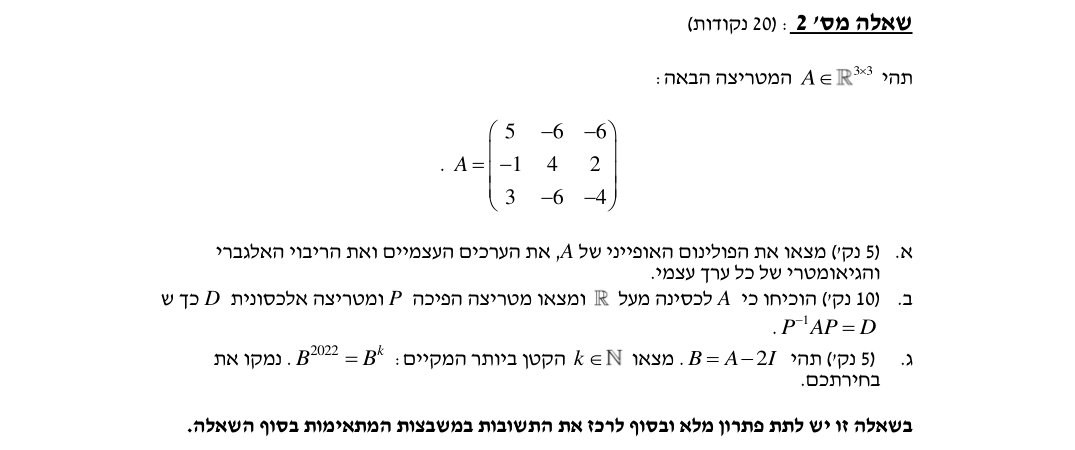 שאלה מס' 2 : (20 נקודות)
תהי A ∈ ℝ^{3×3} המטריצה הבאה :
. A = \begin{pmatrix} 5 & -6 & -6 \\ -1 & 4 & 2 \\ 3 & -6 & -4 \end{pmatrix}
א. (5 נק') מצאו את הפולינום האופייני של A, את הערכים העצמיים ואת הריבוי האלגברי
והגיאומטרי של כל ערך עצמי.
ב. (10 נק') הוכיחו כי A לכסינה מעל ℝ ומצאו מטריצה הפיכה P ומטריצה אלכסונית D כך ש
. P^{-1}AP = D
ג. (5 נק') תהי B = A - 2I . מצאו k ∈ ℕ הקטן ביותר המקיים : B^{2022} = B^k . נמקו את
בחירתכם.
בשאלה זו יש לתת פתרון מלא ובסוף לרכז את התשובות במשבצות המתאימות בסוף השאלה.